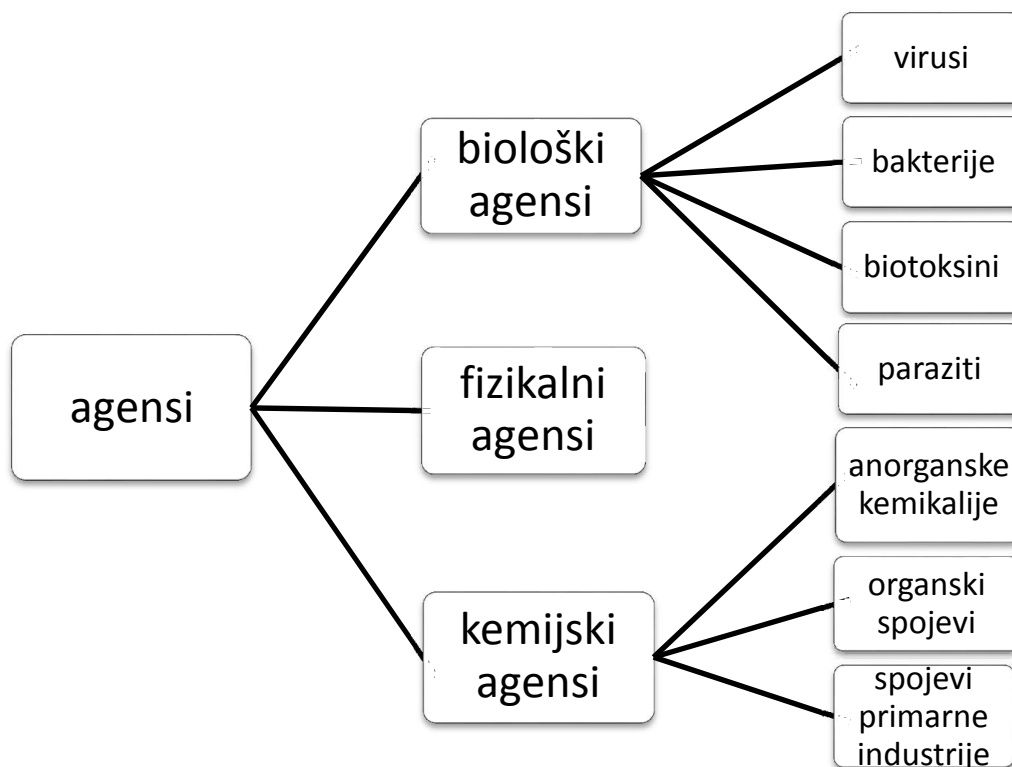 agensi
biološki
agensi
virusi
bakterije
biotoksini
paraziti
fizikalni
agensi
kemijski
agensi
anorganske
kemikalije
organski
spojevi
spojevi
primarne
industrije